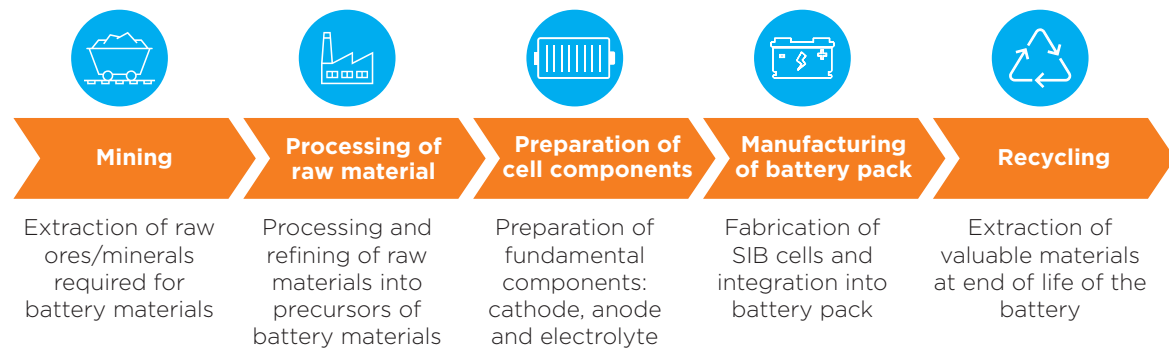 Mining
Processing of
raw material
Preparation of
cell components
Manufacturing
of battery pack
Recycling
Extraction of raw
ores/minerals
required for
battery materials
Processing and
refining of raw
materials into
precursors of
battery materials
Preparation of
fundamental
components:
cathode, anode
and electrolyte
Fabrication of
SIB cells and
integration into
battery pack
Extraction of
valuable materials
at end of life of the
battery